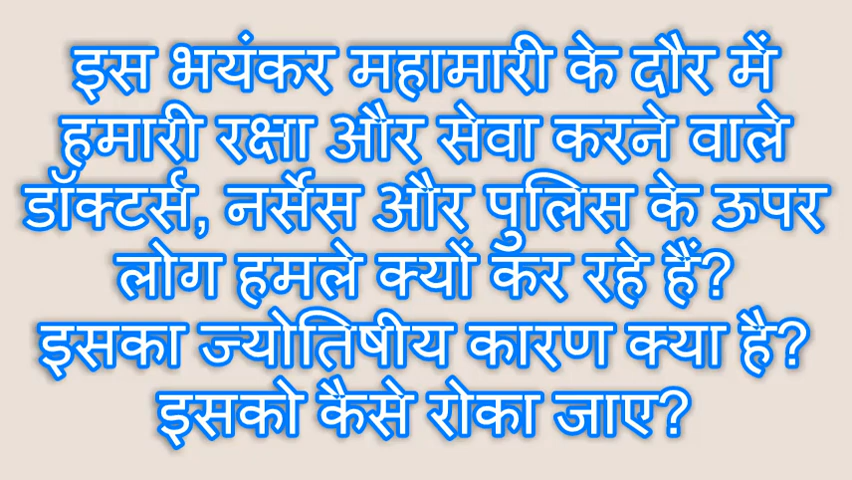 इस भयंकर महामारी के दौर में
हमारी रक्षा और सेवा करने वाले
डॉक्टर्स, नर्सेस और पुलिस के ऊपर
लोग हमले क्यों कर रहे हैं?
इसका ज्योतिषीय कारण क्या है?
इसको कैसे रोका जाए?